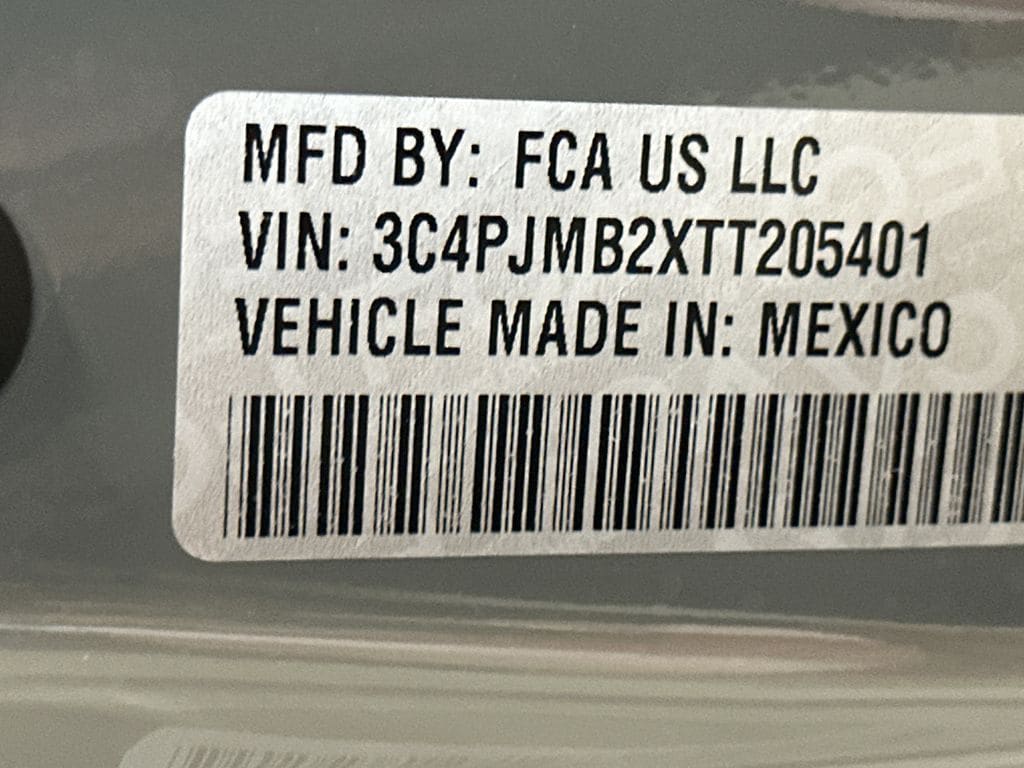 MFD BY: FCA US LLC
VIN: 3C4PJMB2XTT205401
VEHICLE MADE IN: MEXICO